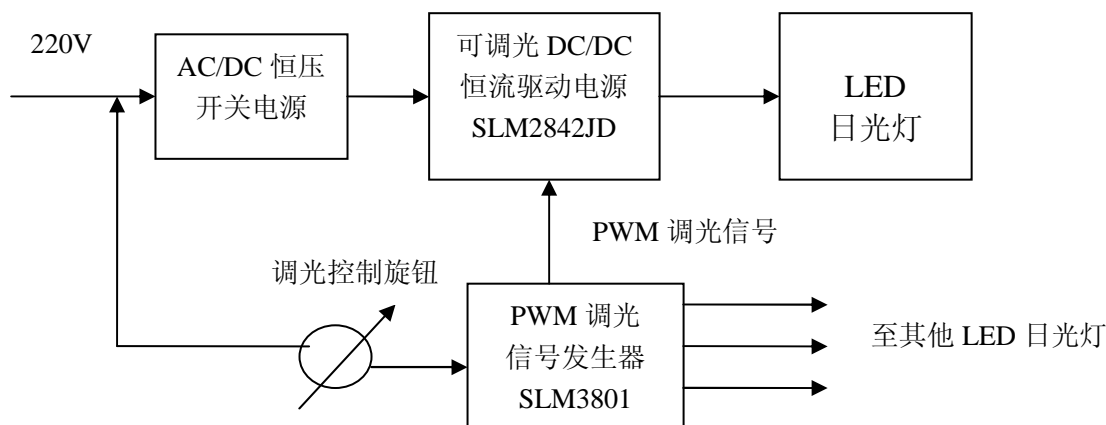 220V
AC/DC 恒压
开关电源
可调光 DC/DC
恒流驱动电源
SLM2842JD
LED
日光灯
PWM 调光信号
调光控制旋钮
PWM 调光
信号发生器
SLM3801
至其他 LED 日光灯